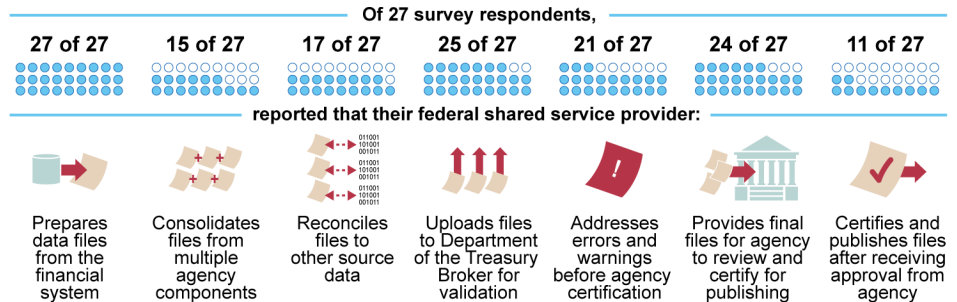 Of 27 survey respondents,
27 of 27
15 of 27
17 of 27
25 of 27
21 of 27
24 of 27
11 of 27
reported that their federal shared service provider:
011001
101001
001011
011001
101001
001011
011001
101001
001011
!
Prepares
data files
from the
financial
system
Consolidates
files from
multiple
agency
components
Reconciles
files to
other source
data
Uploads files
to Department
of the Treasury
Broker for
validation
Addresses
errors and
warnings
before agency
certification
Provides final
files for agency
to review and
certify for
publishing
Certifies and
publishes files
after receiving
approval from
agency